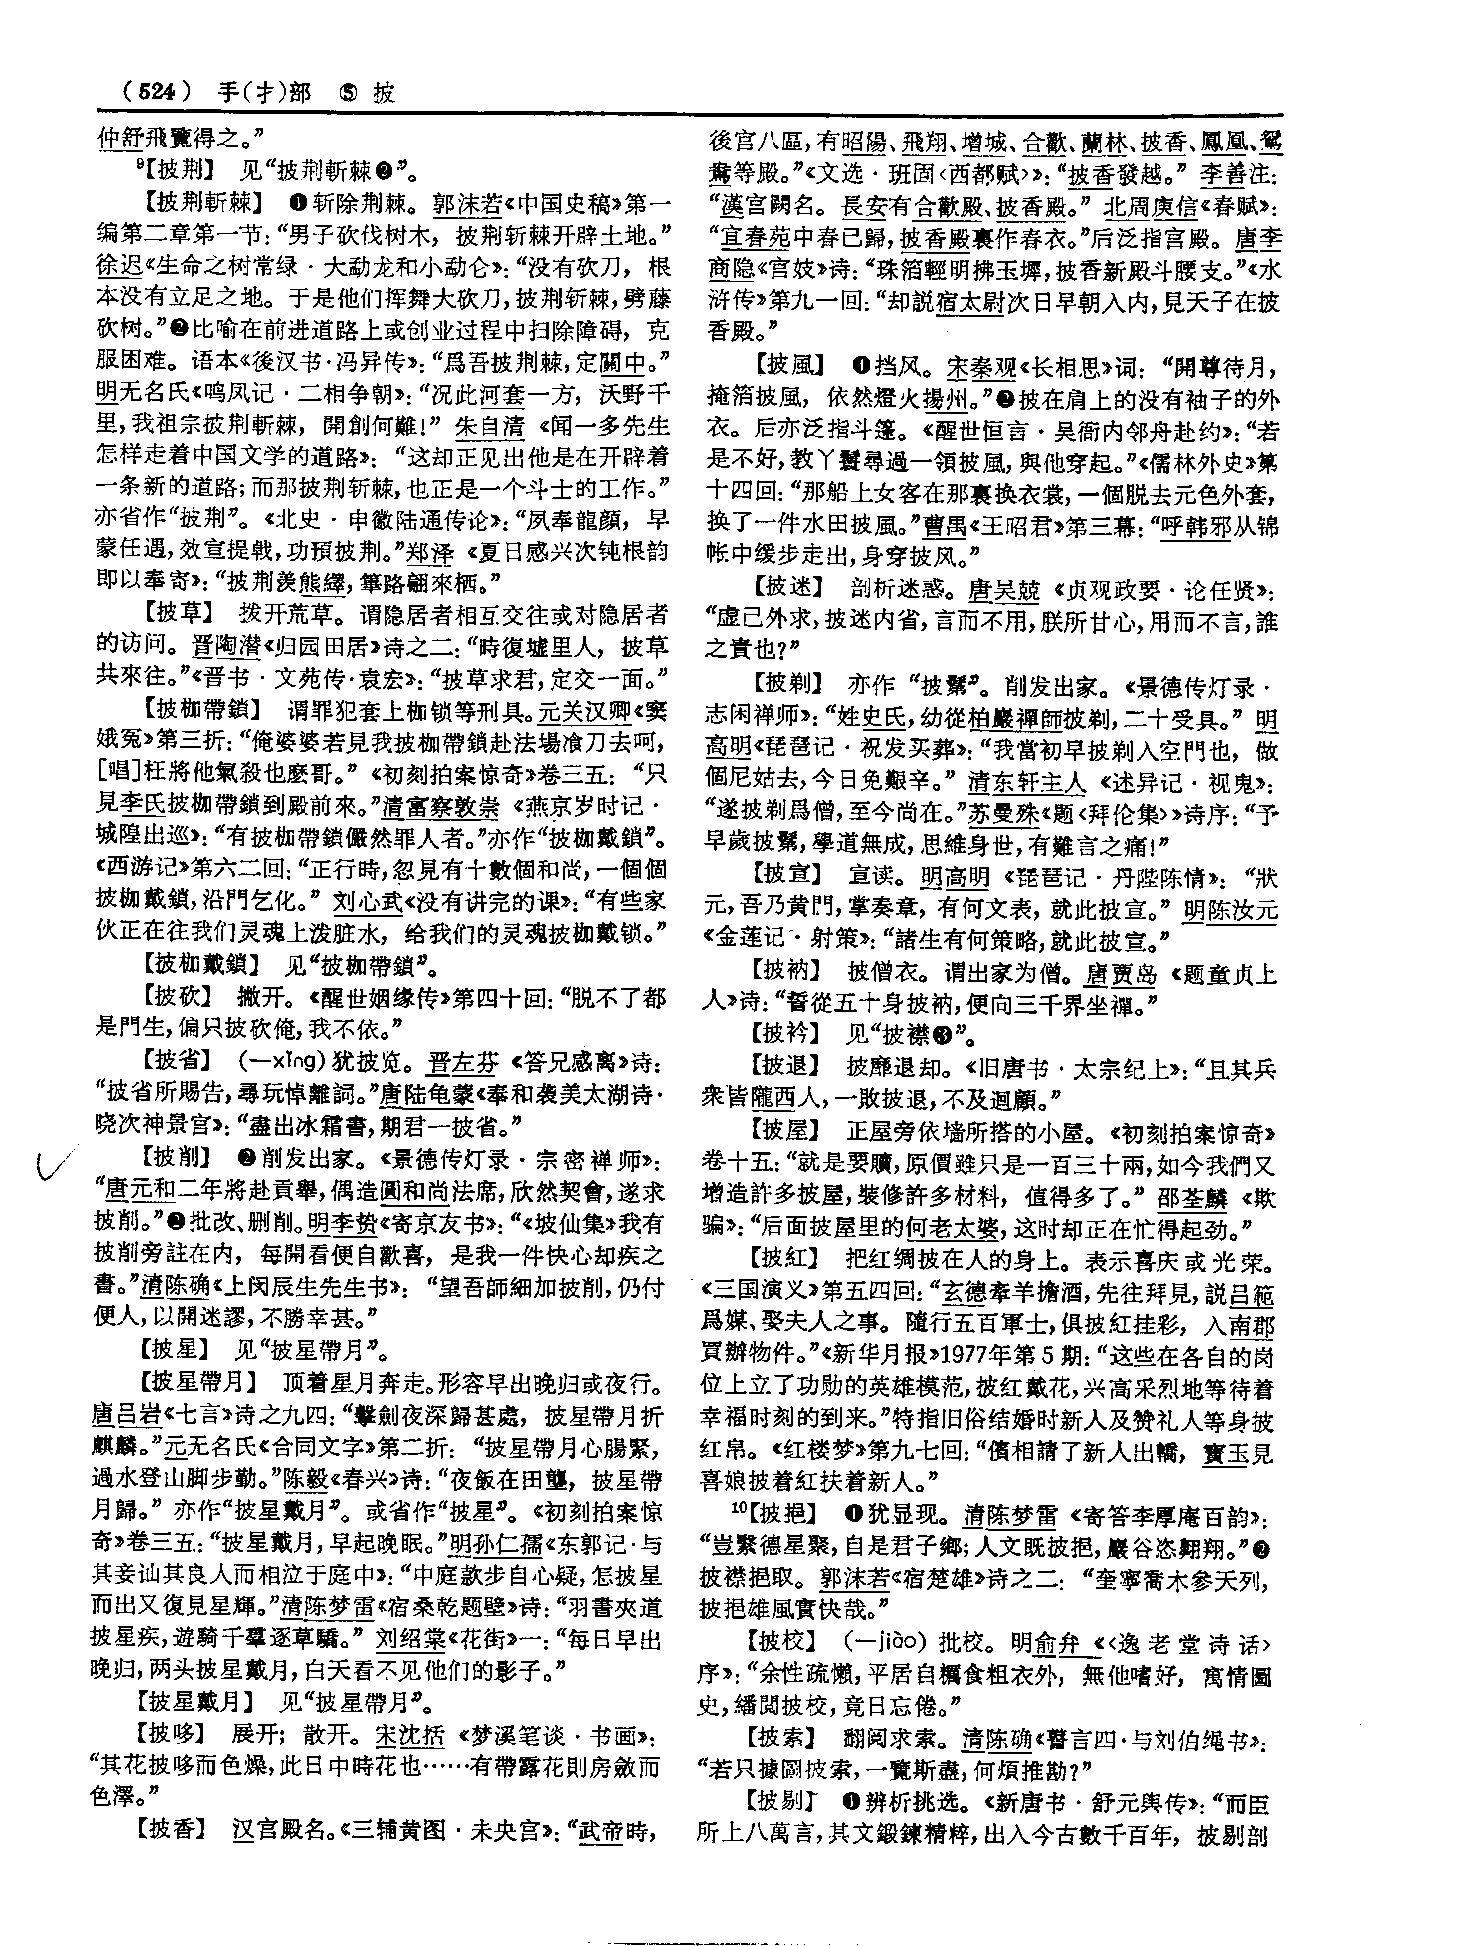 （524） 手(扌)部 ⑤ 披
仲舒飛覽得之。”
⁹【披荆】 见“披荆斬棘❷”。
【披荆斬棘】 ❶斩除荆棘。郭沫若《中国史稿》第一
编第二章第一节：“男子砍伐树木，披荆斩棘开辟土地。”
徐迟《生命之树常绿·大勐龙和小勐仑》：“没有砍刀，根
本没有立足之地。于是他们挥舞大砍刀，披荆斩棘，劈藤
砍树。”❷比喻在前进道路上或创业过程中扫除障碍，克
服困难。语本《後汉书·冯异传》：“爲吾披荆棘，定關中。”
明无名氏《鸣凤记·二相争朝》：“况此河套一方，沃野千
里，我祖宗披荆斬棘，開創何難！”朱自清《闻一多先生
怎样走着中国文学的道路》：“这却正见出他是在开辟着
一条新的道路；而那披荆斩棘，也正是一个斗士的工作。”
亦省作“披荆”。《北史·申徽陆通传论》：“夙奉龍顔，早
蒙任遇，效宣提戟，功預披荆。”郑泽《夏日感兴次钝根韵
即以奉寄》：“披荆羡熊繹，篳路翩來栖。”
【披草】 拨开荒草。谓隐居者相互交往或对隐居者
的访问。晋陶潜《归园田居》诗之二：“時復墟里人，披草
共來往。”《晋书·文苑传·袁宏》：“披草求君，定交一面。”
【披枷帶鎖】 谓罪犯套上枷锁等刑具。元关汉卿《窦
娥冤》第三折：“俺婆婆若見我披枷帶鎖赴法場飡刀去呵，
［唱］枉將他氣殺也麽哥。”《初刻拍案惊奇》卷三五：“只
見李氏披枷帶鎖到殿前來。”清富察敦崇《燕京岁时记·
城隍出巡》：“有披枷帶鎖儼然罪人者。”亦作“披枷戴鎖”。
《西游记》第六二回：“正行時，忽見有十數個和尚，一個個
披枷戴鎖，沿門乞化。”刘心武《没有讲完的课》：“有些家
伙正在往我们灵魂上泼脏水，给我们的灵魂披枷戴锁。”
【披枷戴鎖】 见“披枷帶鎖”。
【披砍】 撇开。《醒世姻缘传》第四十回：“脱不了都
是門生，偏只披砍俺，我不依。”
【披省】 （—xǐng）犹披览。晋左芬《答兄感离》诗：
“披省所賜告，尋玩悼離詞。”唐陆龟蒙《奉和袭美太湖诗·
晓次神景宫》：“盡出冰霜書，期君一披省。”
【披削】 ❷削发出家。《景德传灯录·宗密禅师》：
“唐元和二年將赴貢舉，偶造圓和尚法席，欣然契會，遂求
披削。”❷批改、删削。明李贽《寄京友书》：“《坡仙集》我有
披削旁註在内，每開看便自歡喜，是我一件快心却疾之
書。”清陈确《上闵辰生先生书》：“望吾師細加披削，仍付
便人，以開迷謬，不勝幸甚。”
【披星】 见“披星帶月”。
【披星帶月】 顶着星月奔走。形容早出晚归或夜行。
唐吕岩《七言》诗之九四：“擊劍夜深歸甚處，披星帶月折
麒麟。”元无名氏《合同文字》第二折：“披星帶月心腸緊，
過水登山脚步勤。”陈毅《春兴》诗：“夜飯在田壟，披星帶
月歸。”亦作“披星戴月”。或省作“披星”。《初刻拍案惊
奇》卷三五：“披星戴月，早起晚眠。”明孙仁孺《东郭记·与
其妾讪其良人而相泣于庭中》：“中庭款步自心疑，怎披星
而出又復見星輝。”清陈梦雷《宿桑乾题壁》诗：“羽書夾道
披星疾，遊騎千羣逐草驕。”刘绍棠《花街》一：“每日早出
晚归，两头披星戴月，白天看不见他们的影子。”
【披星戴月】 见“披星帶月”。
【披哆】 展开；散开。宋沈括《梦溪笔谈·书画》：
“其花披哆而色燥，此日中時花也……有帶露花則房斂而
色澤。”
【披香】 汉宫殿名。《三辅黄图·未央宫》：“武帝時，
後宫八區，有昭陽、飛翔、增城、合歡、蘭林、披香、鳳凰、鴛
鴦等殿。”《文选·班固〈西都赋〉》：“披香發越。”李善注：
“漢宫闕名。長安有合歡殿、披香殿。”北周庾信《春赋》：
“宜春苑中春已歸，披香殿裏作春衣。”后泛指宫殿。唐李
商隐《宫妓》诗：“珠箔輕明拂玉墀，披香新殿斗腰支。”《水
浒传》第九一回：“却説宿太尉次日早朝入内，見天子在披
香殿。”
【披風】 ❶挡风。宋秦观《长相思》词：“開尊待月，
掩箔披風，依然燈火揚州。”❷披在肩上的没有袖子的外
衣。后亦泛指斗篷。《醒世恒言·吴衙内邻舟赴约》：“若
是不好，教丫鬟尋過一領披風，與他穿起。”《儒林外史》第
十四回：“那船上女客在那裏换衣裳，一個脱去元色外套，
换了一件水田披風。”曹禺《王昭君》第三幕：“呼韩邪从锦
帐中缓步走出，身穿披风。”
【披迷】 剖析迷惑。唐吴兢《贞观政要·论任贤》：
“虚己外求，披迷内省，言而不用，朕所甘心，用而不言，誰
之責也？”
【披剃】 亦作“披鬀”。削发出家。《景德传灯录·
志闲禅师》：“姓史氏，幼從柏巖禪師披剃，二十受具。”明
高明《琵琶记·祝发买葬》：“我當初早披剃入空門也，做
個尼姑去，今日免艱辛。”清东轩主人《述异记·视鬼》：
“遂披剃爲僧，至今尚在。”苏曼殊《题〈拜伦集〉》诗序：“予
早歲披鬀，學道無成，思維身世，有難言之痛！”
【披宣】 宣读。明高明《琵琶记·丹陛陈情》：“狀
元，吾乃黄門，掌奏章，有何文表，就此披宣。”明陈汝元
《金莲记·射策》：“諸生有何策略，就此披宣。”
【披衲】 披僧衣。谓出家为僧。唐贾岛《题童贞上
人》诗：“誓從五十身披衲，便向三千界坐禪。”
【披衿】 见“披襟❸”。
【披退】 披靡退却。《旧唐书·太宗纪上》：“且其兵
衆皆隴西人，一敗披退，不及迴顧。”
【披屋】 正屋旁依墙所搭的小屋。《初刻拍案惊奇》
卷十五：“就是要贖，原價雖只是一百三十兩，如今我們又
增造許多披屋，裝修許多材料，值得多了。”邵荃麟《欺
骗》：“后面披屋里的何老太婆，这时却正在忙得起劲。”
【披紅】 把红绸披在人的身上。表示喜庆或光荣。
《三国演义》第五四回：“玄德牽羊擔酒，先往拜見，説吕範
爲媒、娶夫人之事。隨行五百軍士，俱披紅挂彩，入南郡
買辦物件。”《新华月报》1977年第5期：“这些在各自的岗
位上立了功勋的英雄模范，披红戴花，兴高采烈地等待着
幸福时刻的到来。”特指旧俗结婚时新人及赞礼人等身披
红帛。《红楼梦》第九七回：“儐相請了新人出轎，寶玉見
喜娘披着紅扶着新人。”
¹⁰【披挹】 ❶犹显现。清陈梦雷《寄答李厚庵百韵》：
“豈繄德星聚，自是君子鄉；人文既披挹，巖谷恣翱翔。”❷
披襟挹取。郭沫若《宿楚雄》诗之二：“奎寧喬木參天列，
披挹雄風實快哉。”
【披校】 （—jiào）批校。明俞弁《〈逸老堂诗话〉
序》：“余性疏懒，平居自糲食粗衣外，無他嗜好，寓情圖
史，繙閲披校，竟日忘倦。”
【披索】 翻阅求索。清陈确《瞽言四·与刘伯绳书》：
“若只據圖披索，一覽斯盡，何煩推勘？”
【披剔】 ❶辨析挑选。《新唐书·舒元舆传》：“而臣
所上八萬言，其文鍛鍊精粹，出入今古數千百年，披剔剖